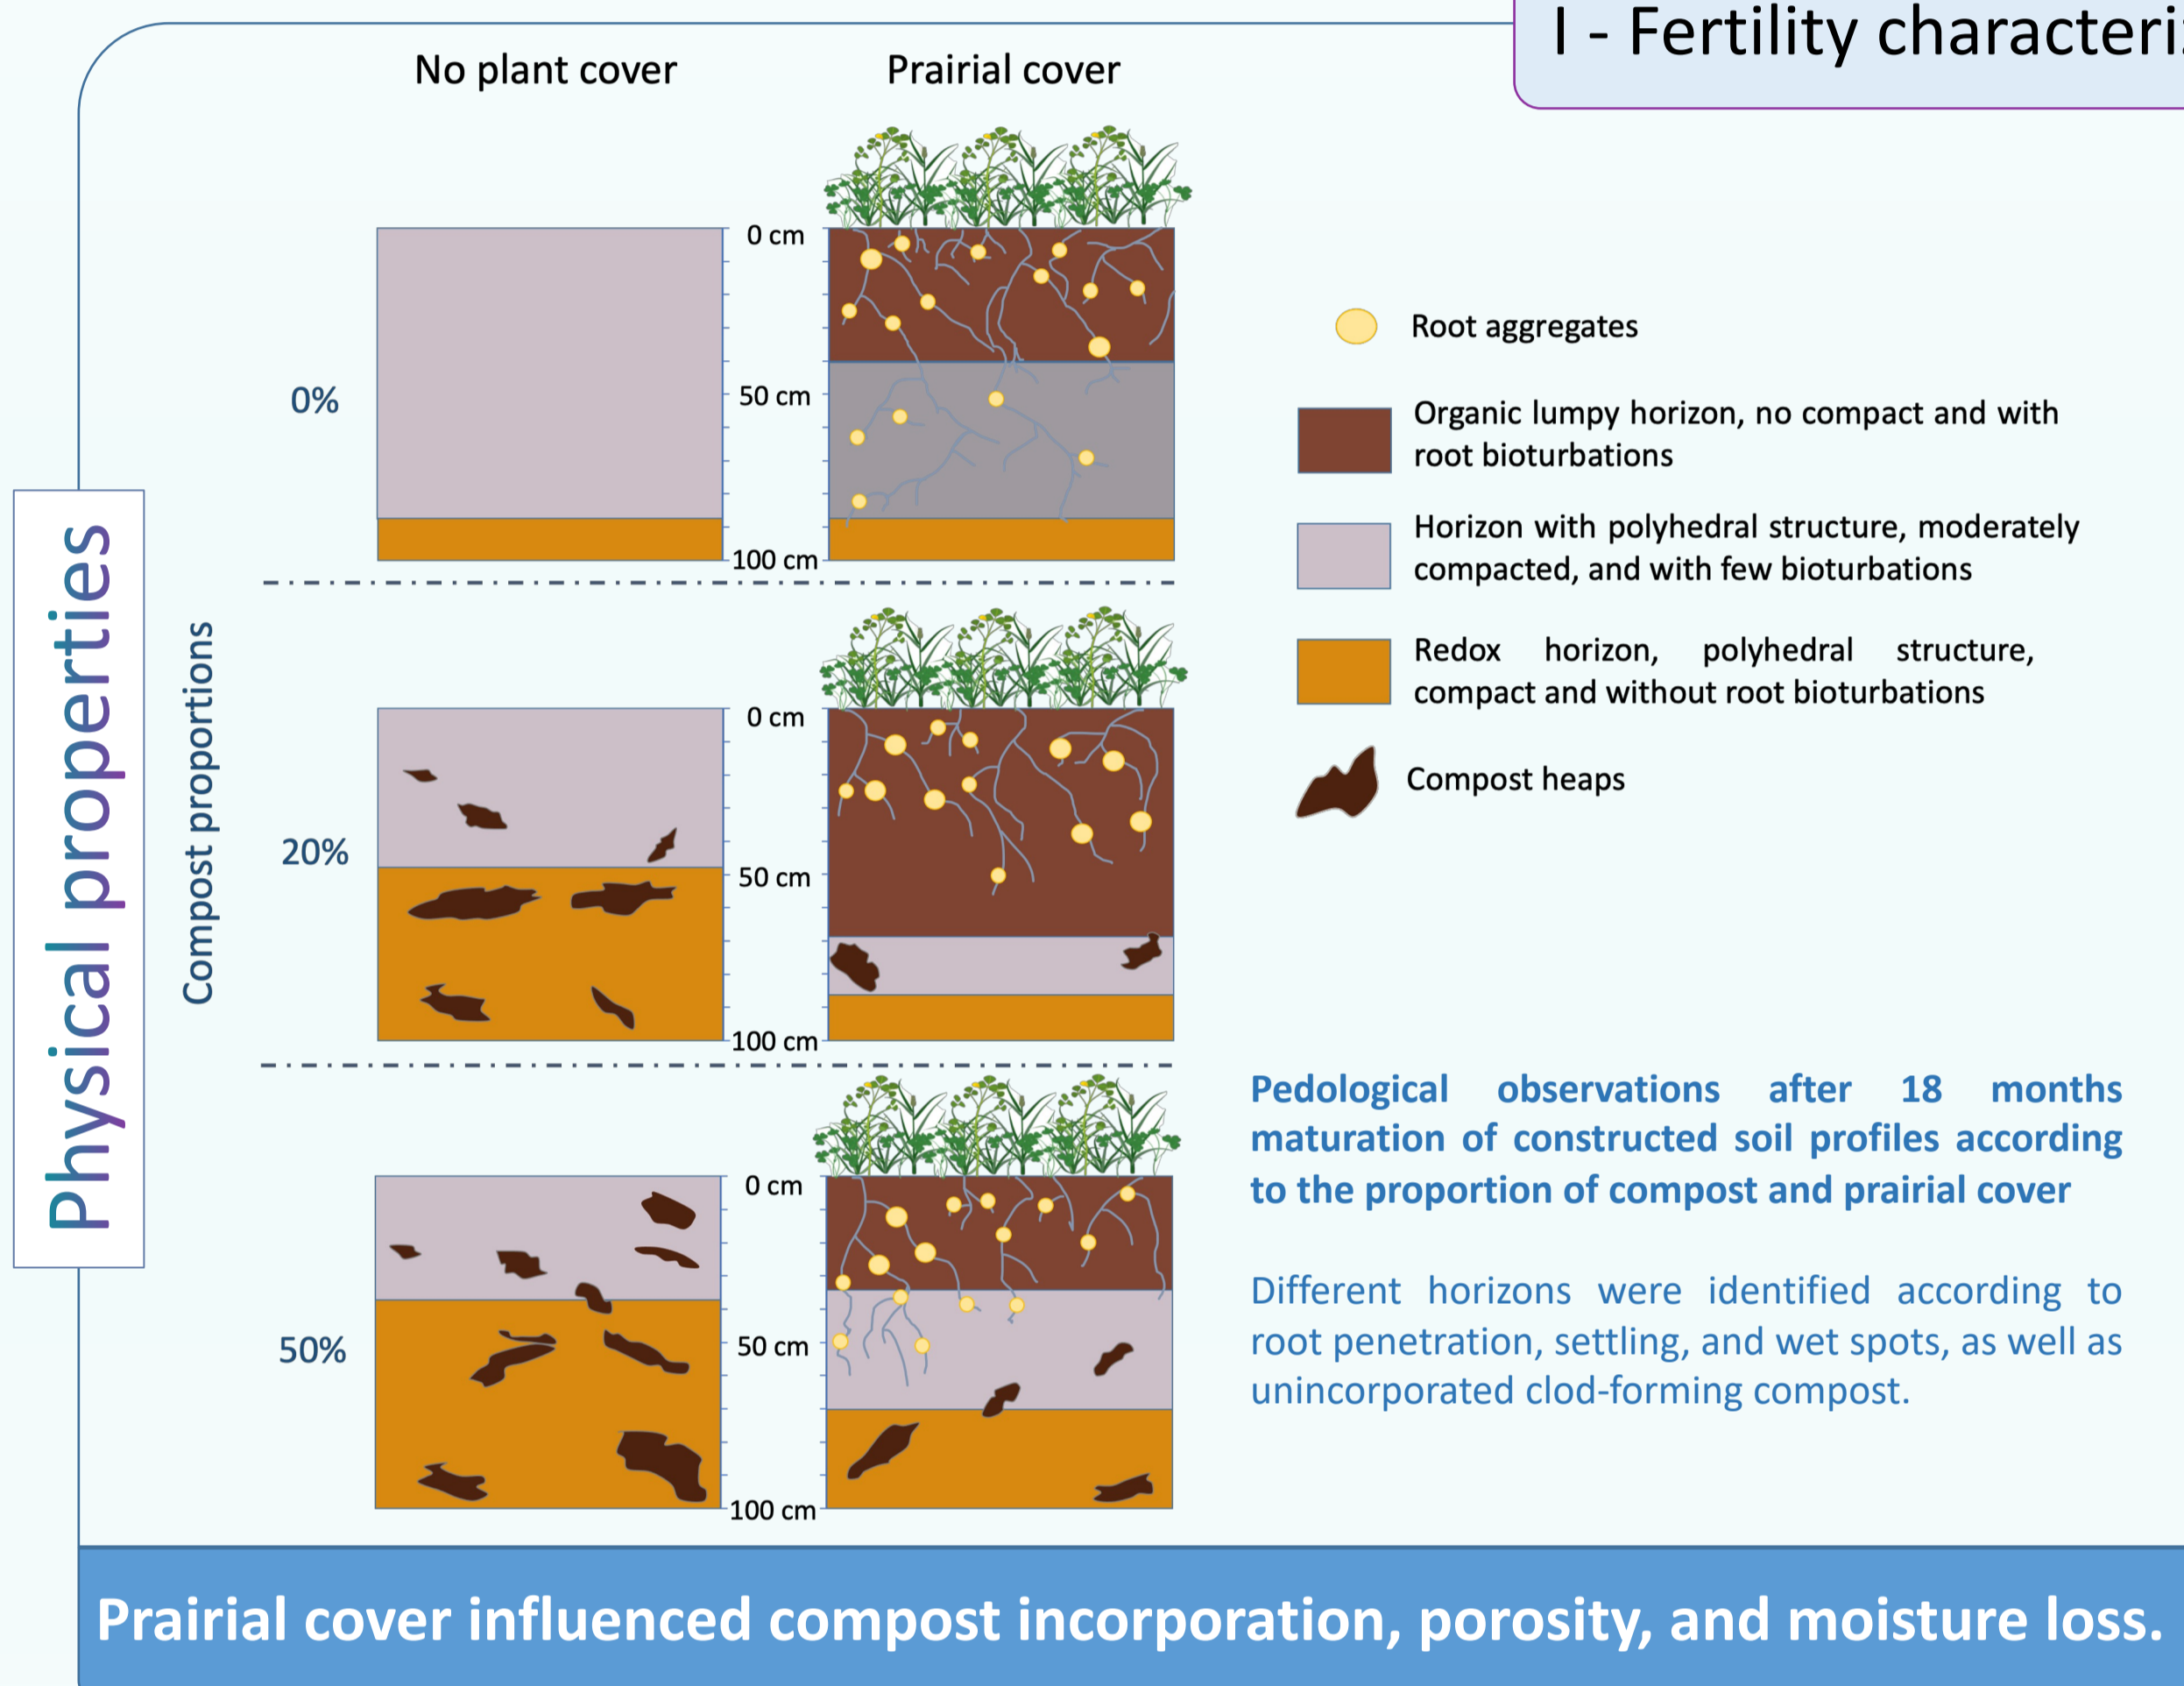 I - Fertility characteri
No plant cover
Prairial cover
0 cm
50 cm
100 cm
0%
0 cm
50 cm
100 cm
20%
0 cm
50 cm
100 cm
50%
Compost proportions
Physical properties
Root aggregates
Organic lumpy horizon, no compact and with
root bioturbations
Horizon with polyhedral structure, moderately
compacted, and with few bioturbations
Redox horizon, polyhedral structure,
compact and without root bioturbations
Compost heaps
Pedological observations after 18 months
maturation of constructed soil profiles according
to the proportion of compost and prairial cover
Different horizons were identified according to
root penetration, settling, and wet spots, as well as
unincorporated clod-forming compost.
Prairial cover influenced compost incorporation, porosity, and moisture loss.